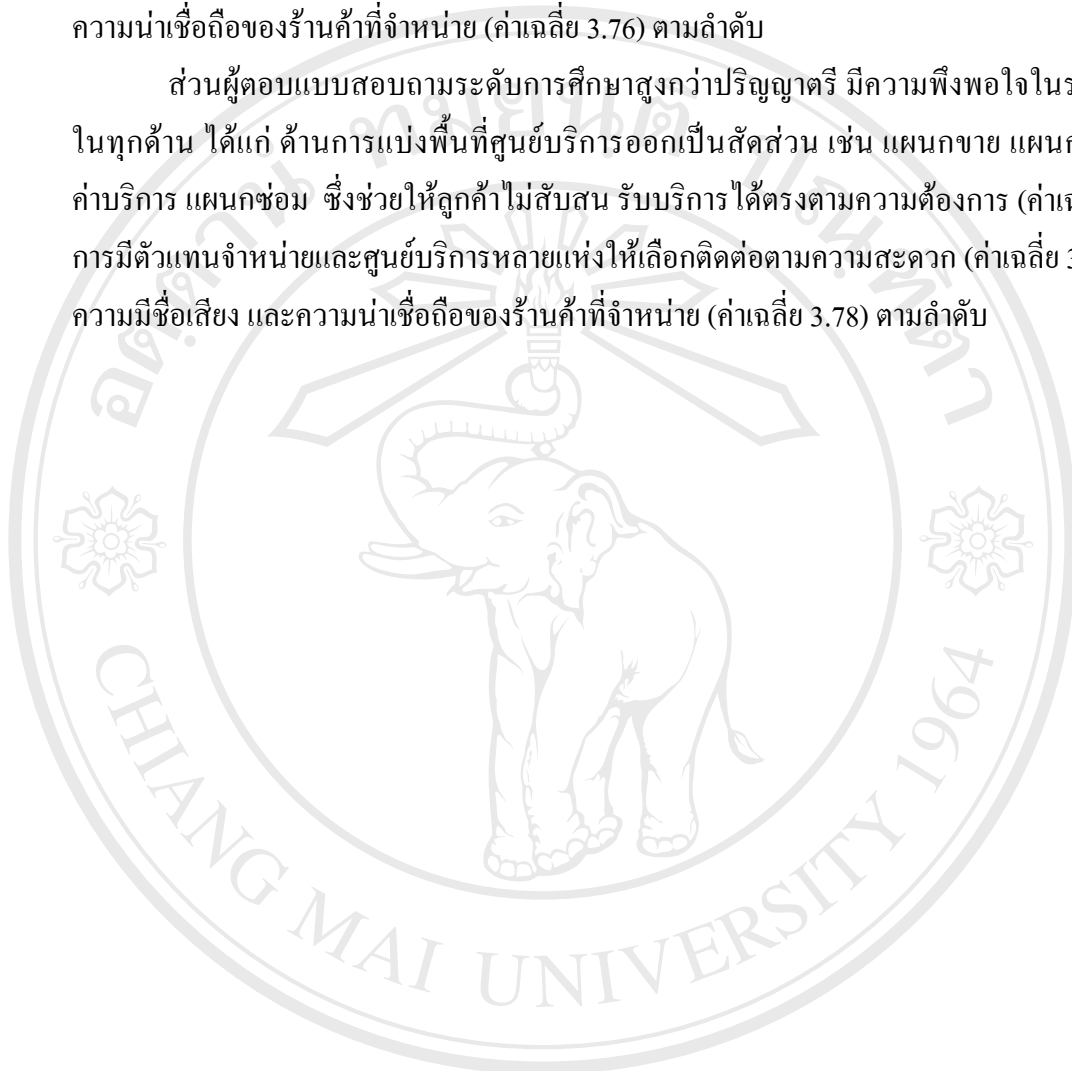 ความน่าเชื่อถือของร้านค้าที่จำหน่าย (ค่าเฉลี่ย 3.76) ตามลำดับ
ส่วนผู้ตอบแบบสอบถามระดับการศึกษาสูงกว่าปริญญาตรี มีความพึงพอใจใน
ในทุกด้าน ได้แก่ ด้านการแบ่งพื้นที่ศูนย์บริการออกเป็นสัดส่วน เช่น แผนกขาย
ค่าบริการ แผนกซ่อม ซึ่งช่วยให้ลูกค้าไม่สับสน รับบริการได้ตรงตามความต้องการ
การมีตัวแทนจำหน่ายและศูนย์บริการหลายแห่งให้เลือกติดต่อตามความสะดวก (ค่าเฉลี่ย
ความมีชื่อเสียง และความน่าเชื่อถือของร้านค้าที่จำหน่าย (ค่าเฉลี่ย 3.78) ตามลำดับ
อตฺตานํ ทมยนฺติ ปณฺฑิตา
CHIANG MAI UNIVERSITY 1964